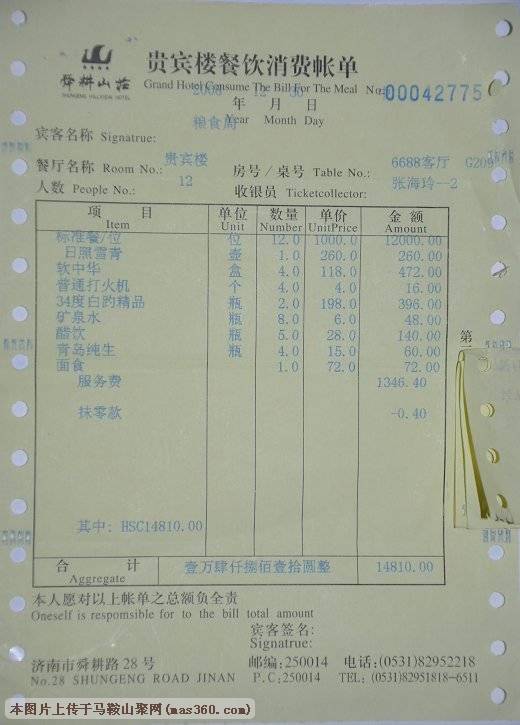 舜耕山庄
SHUNGENG HILLVIEW HOTEL
贵宾楼餐饮消费帐单
Grand Hotel Consume The Bill For The Meal No: 00042775
2008 12 30
年 月 日
Year Month Day
宾客名称 Signatrue: 粮食局
餐厅名称 Room No.: 贵宾楼 房号/桌号 Table No.: 6688客厅 G209
人数 People No.: 12 收银员 Ticketcollector: 张海玲--2
项 目 单位 数量 单价 金 额
Item Unit Number UnitPrice Amount
标准餐/位 位 12.0 1000.0 12000.00
日照雪青 壶 1.0 260.0 260.00
软中华 盒 4.0 118.0 472.00
普通打火机 个 4.0 4.0 16.00
34度白趵精品 瓶 2.0 198.0 396.00
矿泉水 瓶 8.0 6.0 48.00
醋饮 瓶 5.0 28.0 140.00
青岛纯生 瓶 4.0 15.0 60.00
面食 1.0 72.0 72.00
服务费 1346.40
抹零款 -0.40
第
其中: HSC14810.00
合 计 壹万肆仟捌佰壹拾圆整 14810.00
Aggregate
本人愿对以上帐单之总额负全责
Oneself is respomsible for to the bill total amount
宾客签名:
Signatrue:
济南市舜耕路28号 邮编:250014 电话:(0531)82952218
No.28 SHUNGENG ROAD JINAN P.C:250014 TEL:(0531)82951818-6511
本图片上传于马鞍山聚网(mas360.com)